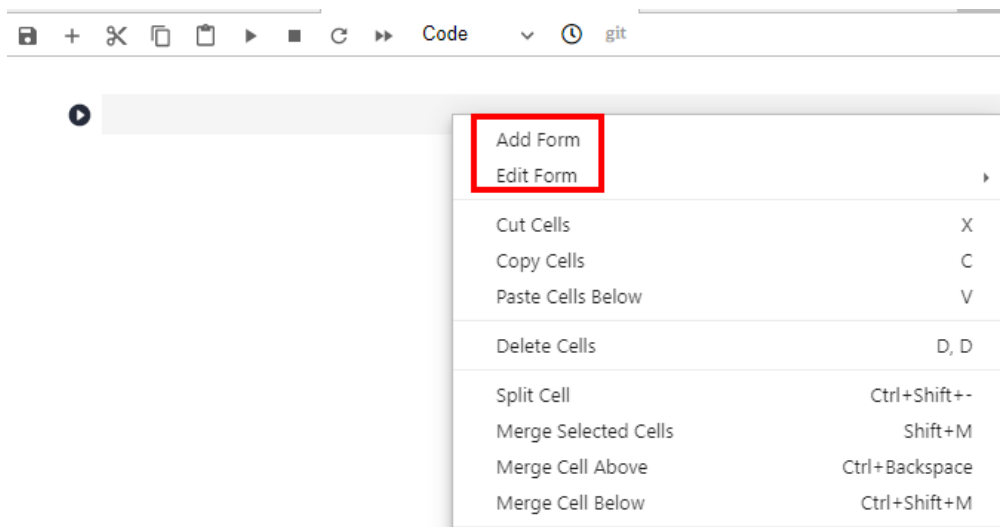 Code git
Add Form
Edit Form
Cut Cells X
Copy Cells C
Paste Cells Below V
Delete Cells D, D
Split Cell Ctrl+Shift+-
Merge Selected Cells Shift+M
Merge Cell Above Ctrl+Backspace
Merge Cell Below Ctrl+Shift+M